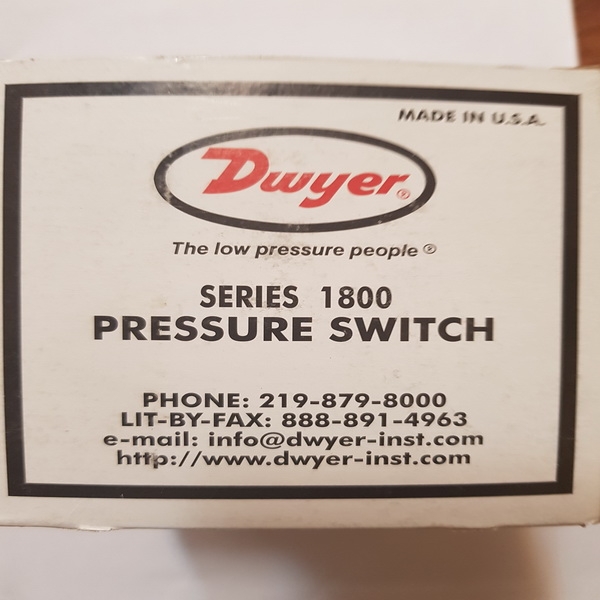 MADE IN U.S.A.
Dwyer®
The low pressure people®
SERIES 1800
PRESSURE SWITCH
PHONE: 219-879-8000
LIT-BY-FAX: 888-891-4963
e-mail: info@dwyer-inst.com
http://www.dwyer-inst.com